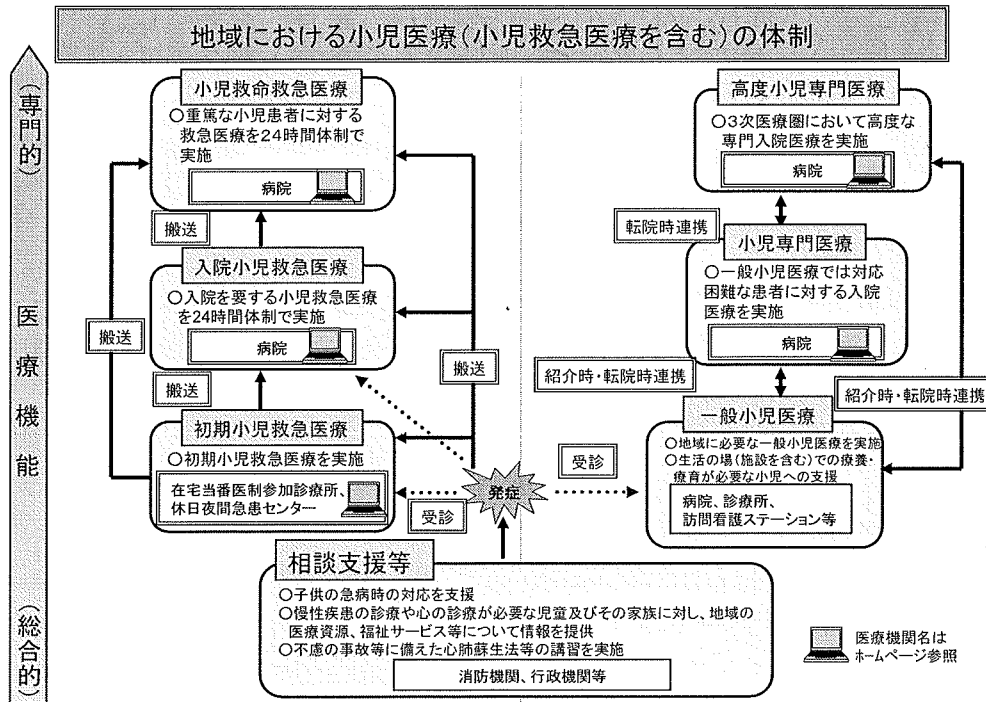 地域における小児医療(小児救急医療を含む)の体制
(専門的)
医療機能
(総合的)
小児救命救急医療
○重篤な小児患者に対する
救急医療を24時間体制で
実施
病院
搬送
入院小児救急医療
○入院を要する小児救急医療
を24時間体制で実施
病院
搬送
搬送
搬送
初期小児救急医療
○初期小児救急医療を実施
在宅当番医制参加診療所、
休日夜間急患センター
受診
発症
受診
高度小児専門医療
○3次医療圏において高度な
専門入院医療を実施
病院
転院時連携
小児専門医療
○一般小児医療では対応
困難な患者に対する入院
医療を実施
病院
紹介時・転院時連携
紹介時・転院時連携
一般小児医療
○地域に必要な一般小児医療を実施
○生活の場(施設を含む)での療養・
療育が必要な小児への支援
病院、診療所、
訪問看護ステーション等
相談支援等
○子供の急病時の対応を支援
○慢性疾患の診療や心の診療が必要な児童及びその家族に対し、地域の
医療資源、福祉サービス等について情報を提供
○不慮の事故等に備えた心肺蘇生法等の講習を実施
消防機関、行政機関等
医療機関名は
ホームページ参照